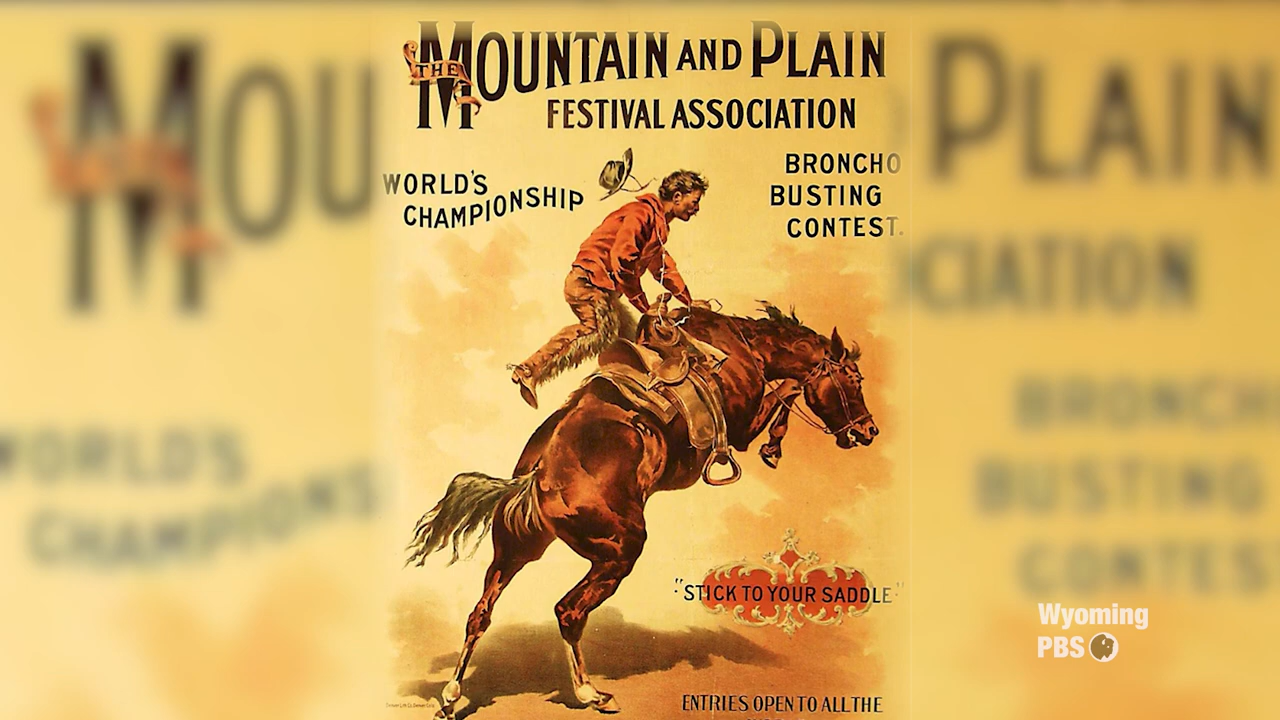 THE MOUNTAIN AND PLAIN
FESTIVAL ASSOCIATION
WORLD'S
CHAMPIONSHIP
BRONCHO
BUSTING
CONTEST.
"STICK TO YOUR SADDLE"
ENTRIES OPEN TO ALL THE
Wyoming
PBS